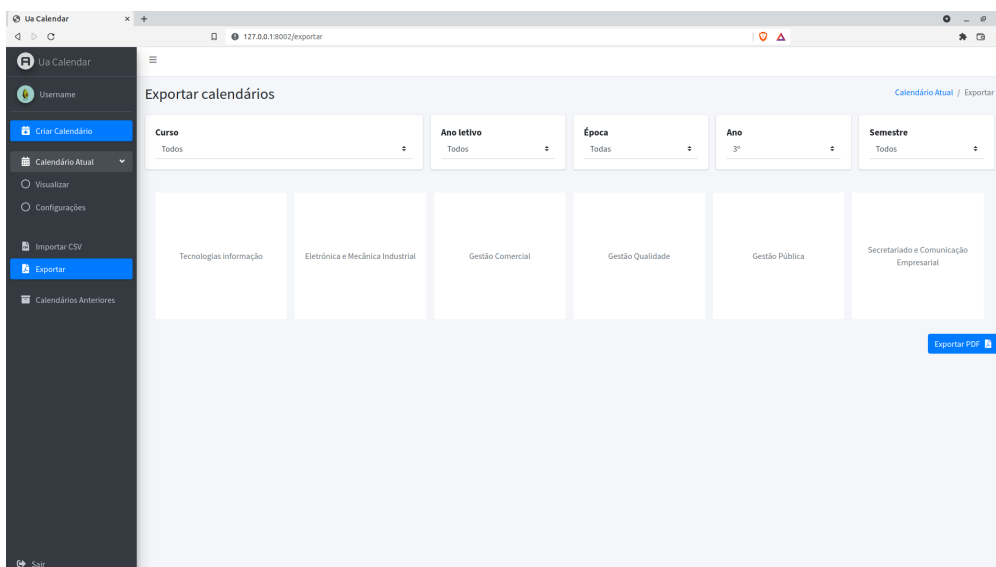 Ua Calendar
127.0.0.1:8002/exportar
Ua Calendar
Username
Criar Calendário
Calendário Atual
Visualizar
Configurações
Importar CSV
Exportar
Calendários Anteriores
Sair
Exportar calendários
Calendário Atual / Exportar
Curso
Todos
Ano letivo
Todos
Época
Todas
Ano
3º
Semestre
Todos
Tecnologias informação
Eletrónica e Mecânica Industrial
Gestão Comercial
Gestão Qualidade
Gestão Pública
Secretariado e Comunicação
Empresarial
Exportar PDF